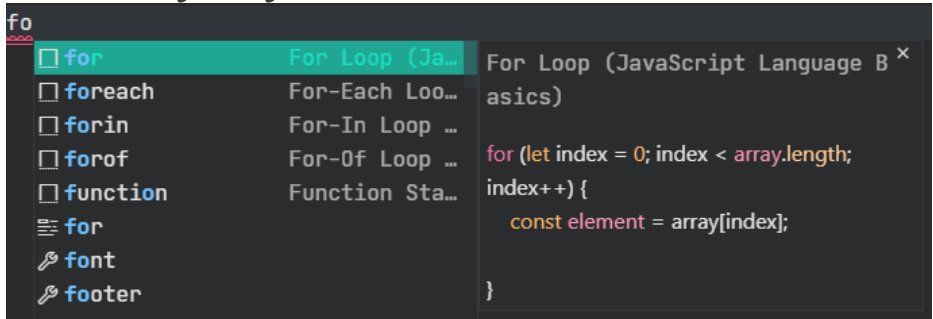 fo
for For Loop (Ja…
foreach For-Each Loo…
forin For-In Loop …
forof For-Of Loop …
function Function Sta…
for
font
footer
For Loop (JavaScript Language B
asics)
for (let index = 0; index < array.length;
index++) {
const element = array[index];
}